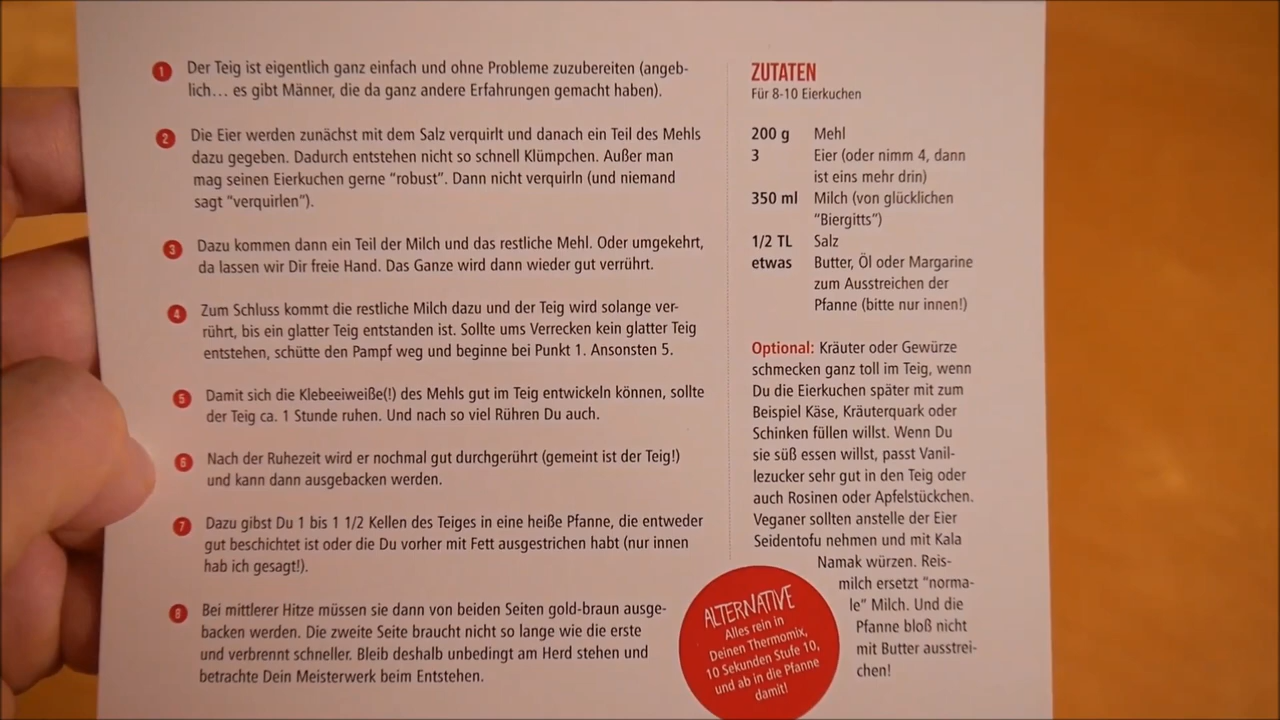 1 Der Teig ist eigentlich ganz einfach und ohne Probleme zuzubereiten (angeb-
lich... es gibt Männer, die da ganz andere Erfahrungen gemacht haben).
2 Die Eier werden zunächst mit dem Salz verquirlt und danach ein Teil des Mehls
dazu gegeben. Dadurch entstehen nicht so schnell Klümpchen. Außer man
mag seinen Eierkuchen gerne "robust". Dann nicht verquirln (und niemand
sagt "verquirlen").
3 Dazu kommen dann ein Teil der Milch und das restliche Mehl. Oder umgekehrt,
da lassen wir Dir freie Hand. Das Ganze wird dann wieder gut verrührt.
4 Zum Schluss kommt die restliche Milch dazu und der Teig wird solange ver-
rührt, bis ein glatter Teig entstanden ist. Sollte ums Verrecken kein glatter Teig
entstehen, schütte den Pampf weg und beginne bei Punkt 1. Ansonsten 5.
5 Damit sich die Klebeeiweiße(!) des Mehls gut im Teig entwickeln können, sollte
der Teig ca. 1 Stunde ruhen. Und nach so viel Rühren Du auch.
6 Nach der Ruhezeit wird er nochmal gut durchgerührt (gemeint ist der Teig!)
und kann dann ausgebacken werden.
7 Dazu gibst Du 1 bis 1 1/2 Kellen des Teiges in eine heiße Pfanne, die entweder
gut beschichtet ist oder die Du vorher mit Fett ausgestrichen habt (nur innen
hab ich gesagt!).
8 Bei mittlerer Hitze müssen sie dann von beiden Seiten gold-braun ausge-
backen werden. Die zweite Seite braucht nicht so lange wie die erste
und verbrennt schneller. Bleib deshalb unbedingt am Herd stehen und
betrachte Dein Meisterwerk beim Entstehen.
ZUTATEN
Für 8-10 Eierkuchen
200 g Mehl
3 Eier (oder nimm 4, dann
ist eins mehr drin)
350 ml Milch (von glücklichen
"Biergitts")
1/2 TL Salz
etwas Butter, Öl oder Margarine
zum Ausstreichen der
Pfanne (bitte nur innen!)
Optional: Kräuter oder Gewürze
schmecken ganz toll im Teig, wenn
Du die Eierkuchen später mit zum
Beispiel Käse, Kräuterquark oder
Schinken füllen willst. Wenn Du
sie süß essen willst, passt Vanil-
lezucker sehr gut in den Teig oder
auch Rosinen oder Apfelstückchen.
Veganer sollten anstelle der Eier
Seidentofu nehmen und mit Kala
Namak würzen. Reis-
milch ersetzt "norma-
le" Milch. Und die
Pfanne bloß nicht
mit Butter ausstrei-
chen!
ALTERNATIVE
Alles rein in
Deinen Thermomix,
10 Sekunden Stufe 10,
und ab in die Pfanne
damit!